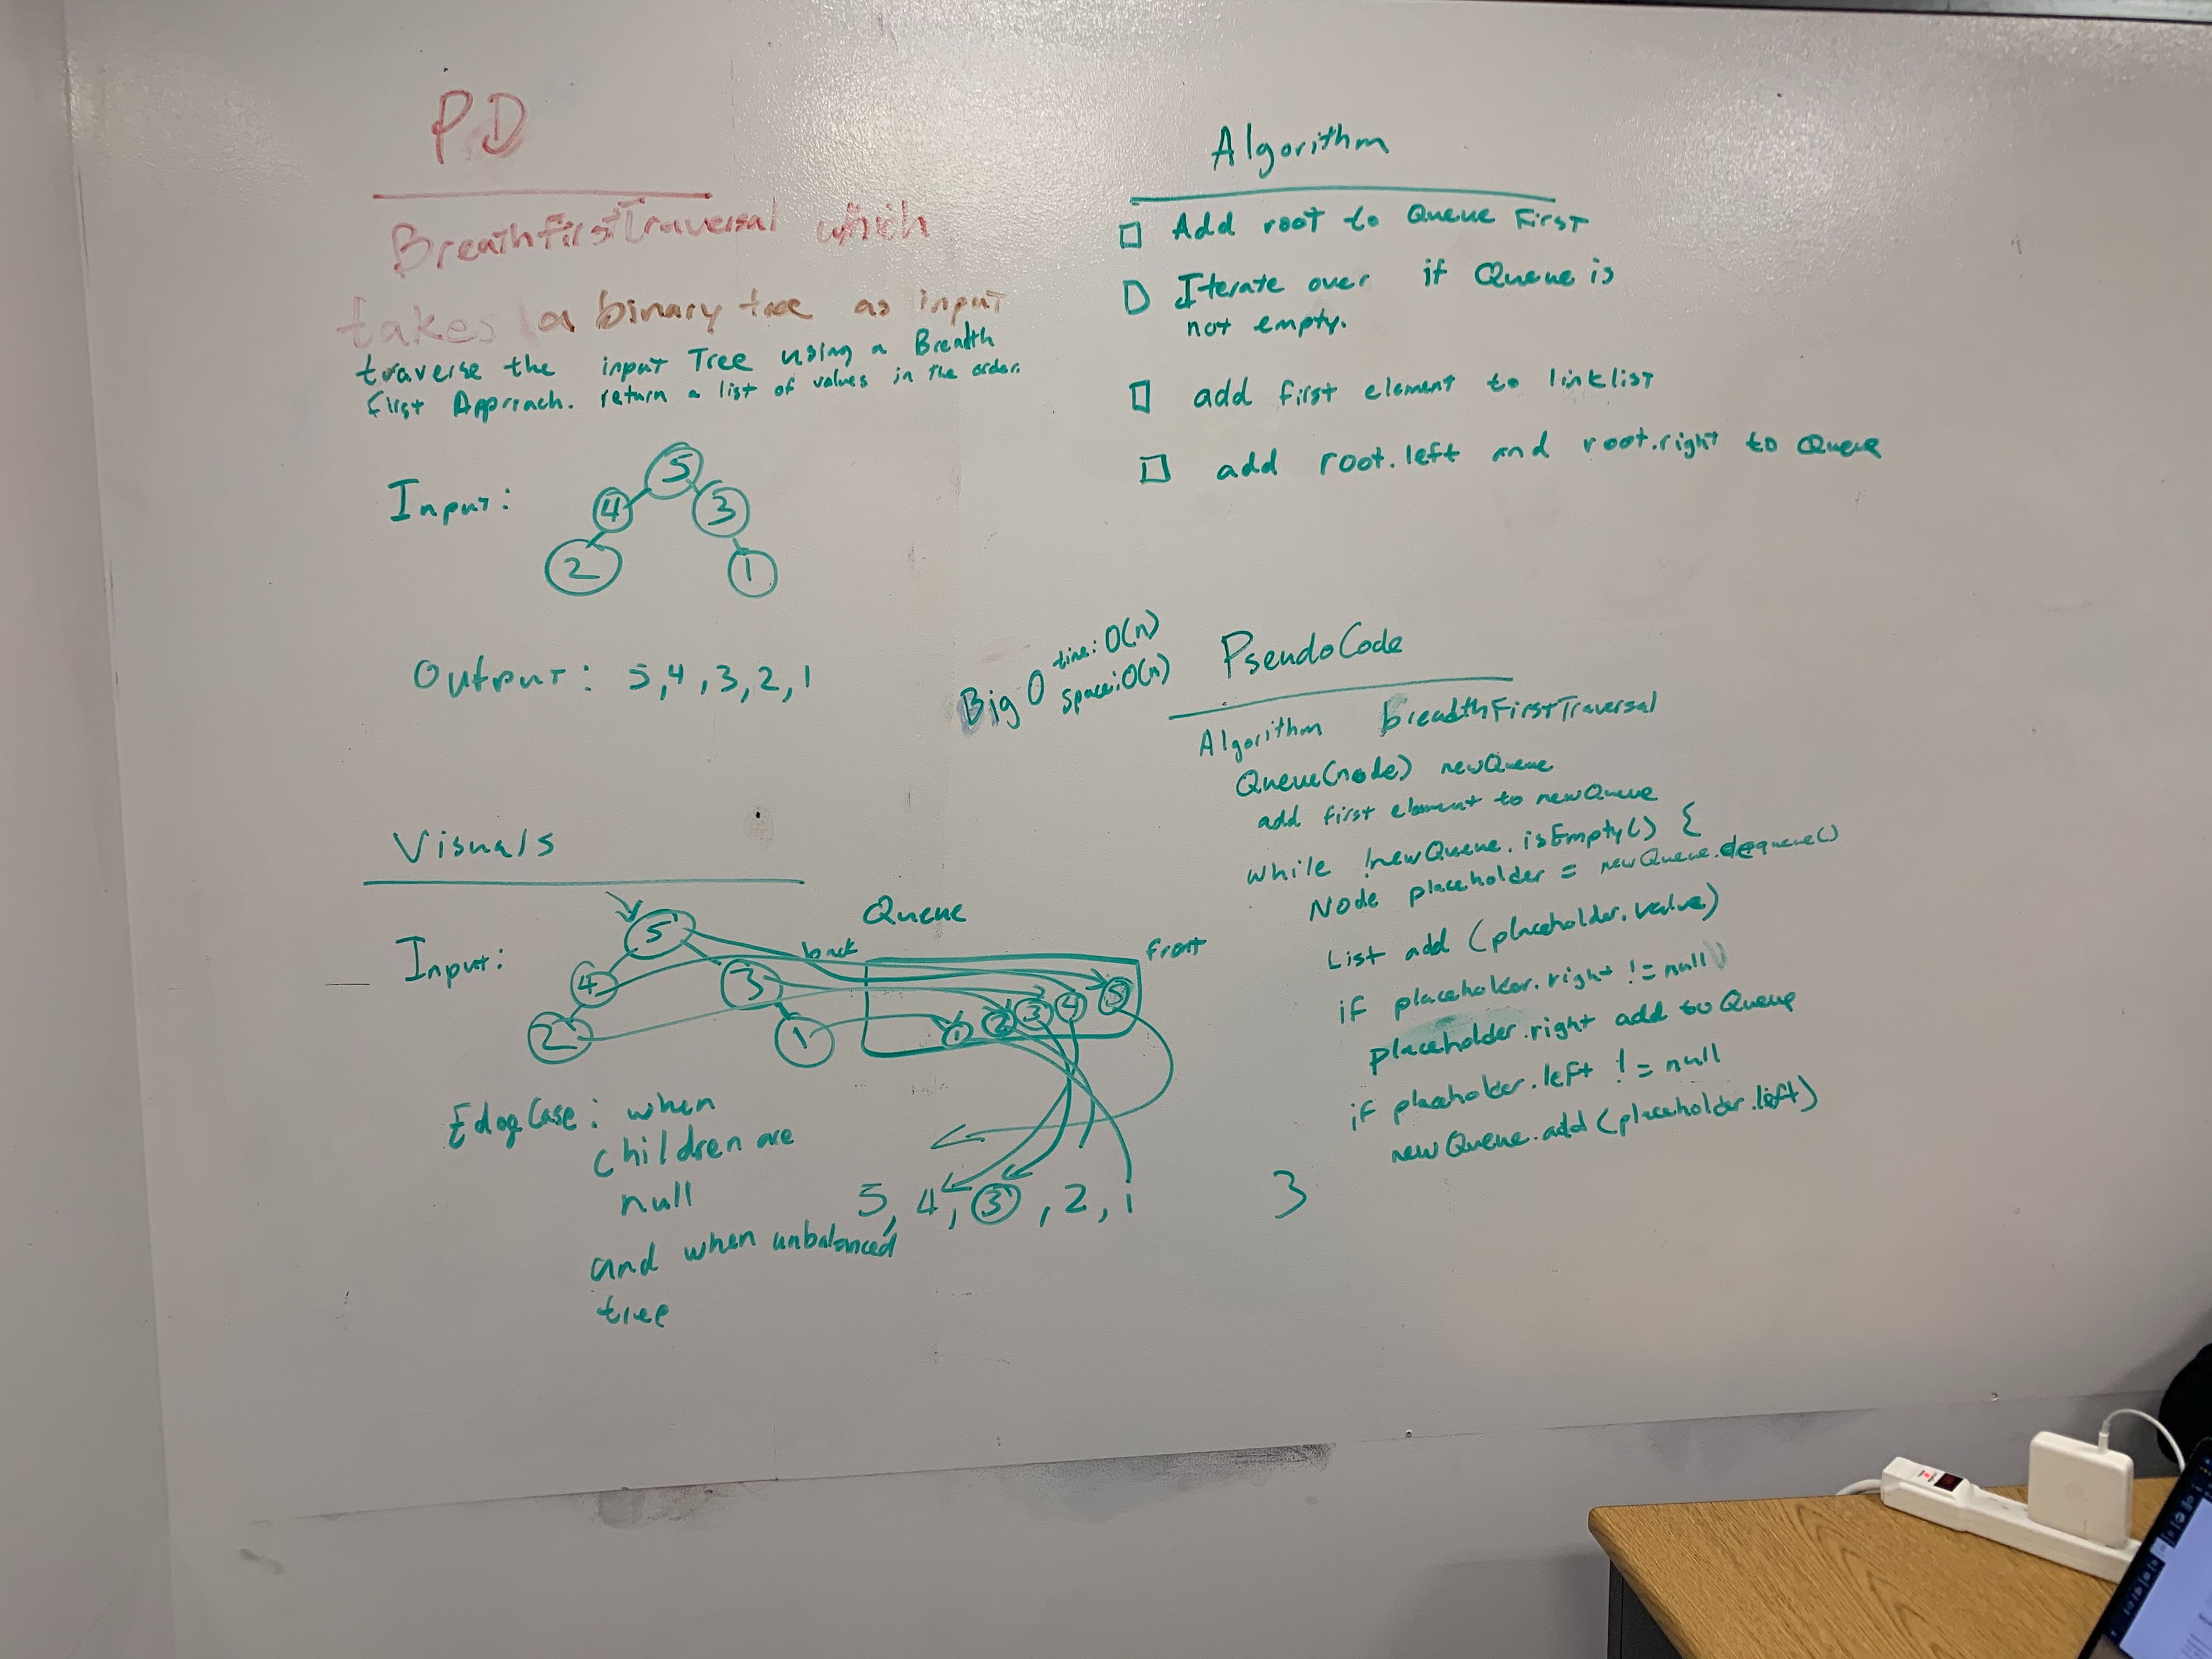 PD
BreathfirstTraversal which
takes a binary tree as input
traverse the input Tree using a Breadth
First Approach. return a list of values in the order.
Input:
5
4 3
2 1
Output: 5,4,3,2,1
Visuals
Input:
5
4 3
2 1
Queue
back
front
1 2 3 4 5
EdgeCase: when
children are
null
and when unbalanced
tree
5, 4, 3, 2, 1
Algorithm
Add root to Queue First
Iterate over if Queue is
not empty.
add first element to linklist
add root.left and root.right to Queue
Big O time: O(n)
space: O(n)
PseudoCode
Algorithm breadthFirstTraversal
Queue(node) newQueue
add first element to newQueue
while !newQueue.isEmpty() {
Node placeholder = newQueue.dequeue()
List add (placeholder.value)
if placeholder.right != null
placeholder.right add to Queue
if placeholder.left != null
newQueue.add(placeholder.left)
}